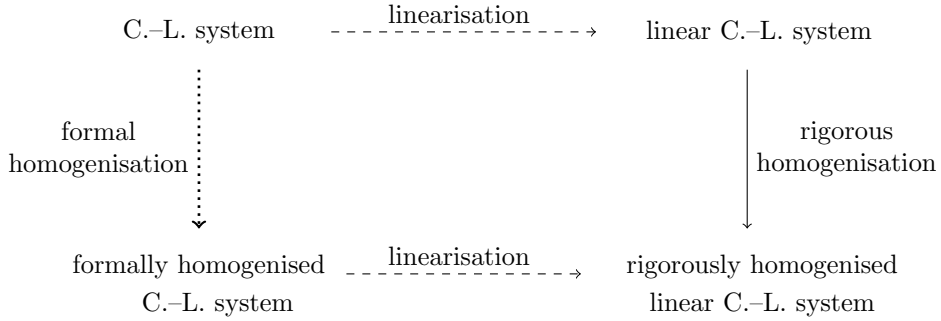 C.–L. system
linearisation
linear C.–L. system
formal
homogenisation
rigorous
homogenisation
formally homogenised
C.–L. system
linearisation
rigorously homogenised
linear C.–L. system